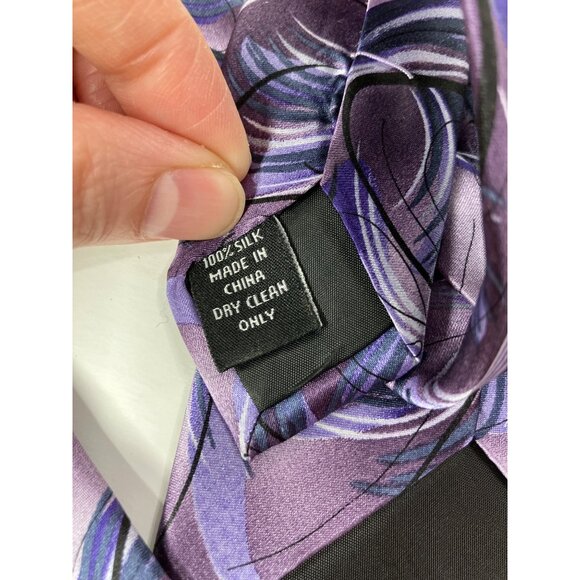 100% SILK
MADE IN
CHINA
DRY CLEAN
ONLY